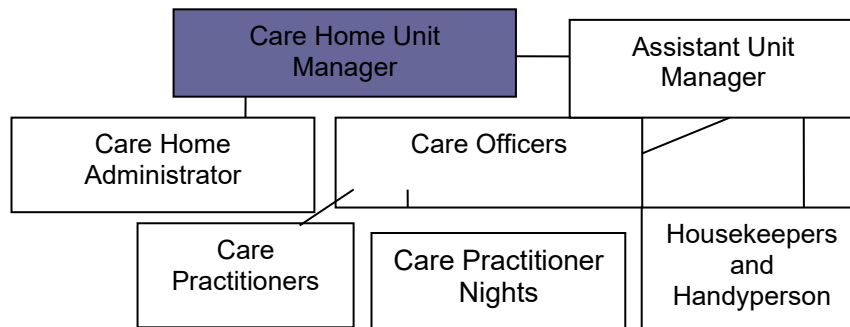 Care Home Unit
Manager
Assistant Unit
Manager
Care Home
Administrator
Care Officers
Care
Practitioners
Care Practitioner
Nights
Housekeepers
and
Handyperson